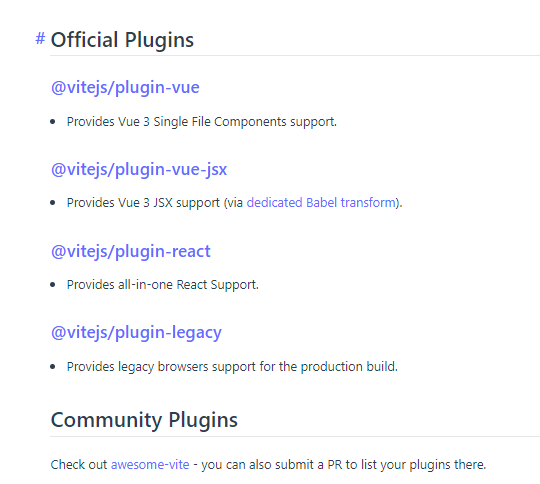 # Official Plugins
@vitejs/plugin-vue
• Provides Vue 3 Single File Components support.
@vitejs/plugin-vue-jsx
• Provides Vue 3 JSX support (via dedicated Babel transform).
@vitejs/plugin-react
• Provides all-in-one React Support.
@vitejs/plugin-legacy
• Provides legacy browsers support for the production build.
Community Plugins
Check out awesome-vite - you can also submit a PR to list your plugins there.